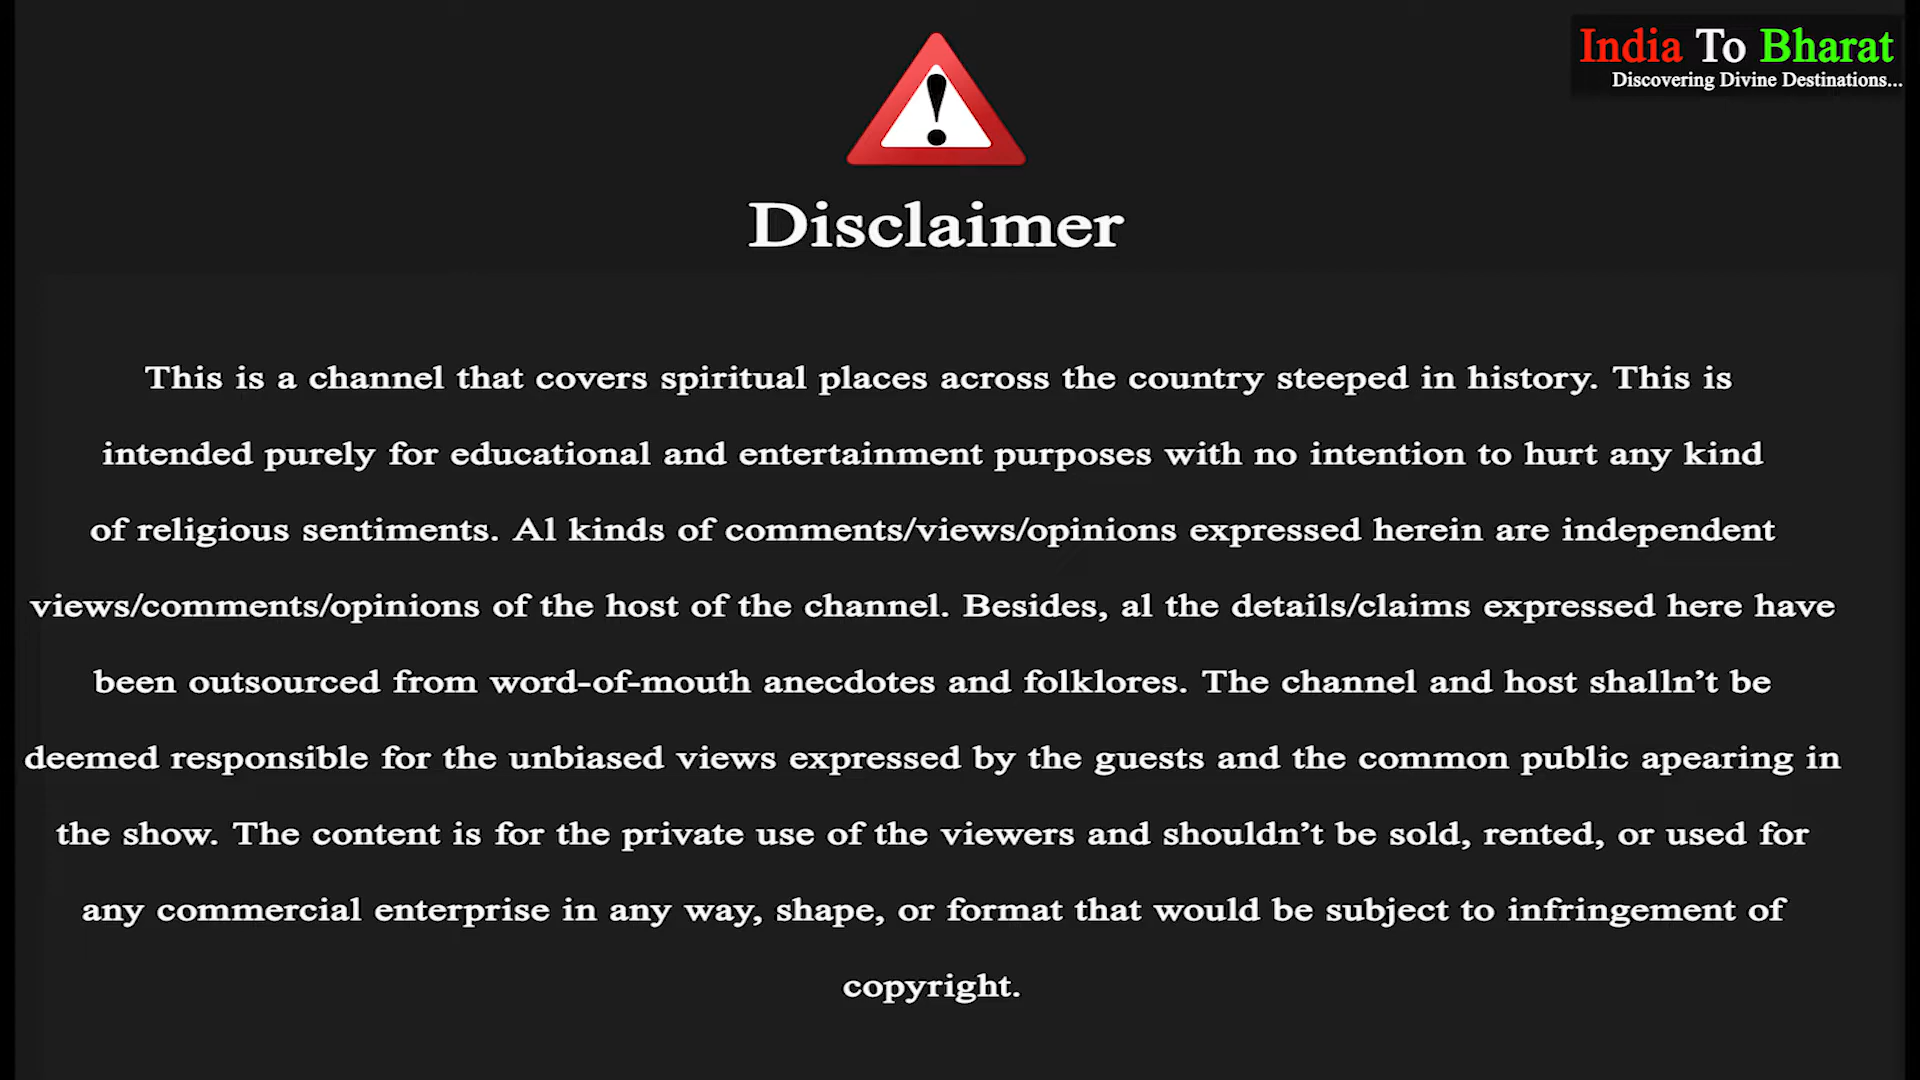 India To Bharat
Discovering Divine Destinations...
Disclaimer
This is a channel that covers spiritual places across the country steeped in history. This is
intended purely for educational and entertainment purposes with no intention to hurt any kind
of religious sentiments. Al kinds of comments/views/opinions expressed herein are independent
views/comments/opinions of the host of the channel. Besides, al the details/claims expressed here have
been outsourced from word-of-mouth anecdotes and folklores. The channel and host shalln’t be
deemed responsible for the unbiased views expressed by the guests and the common public apearing in
the show. The content is for the private use of the viewers and shouldn’t be sold, rented, or used for
any commercial enterprise in any way, shape, or format that would be subject to infringement of
copyright.